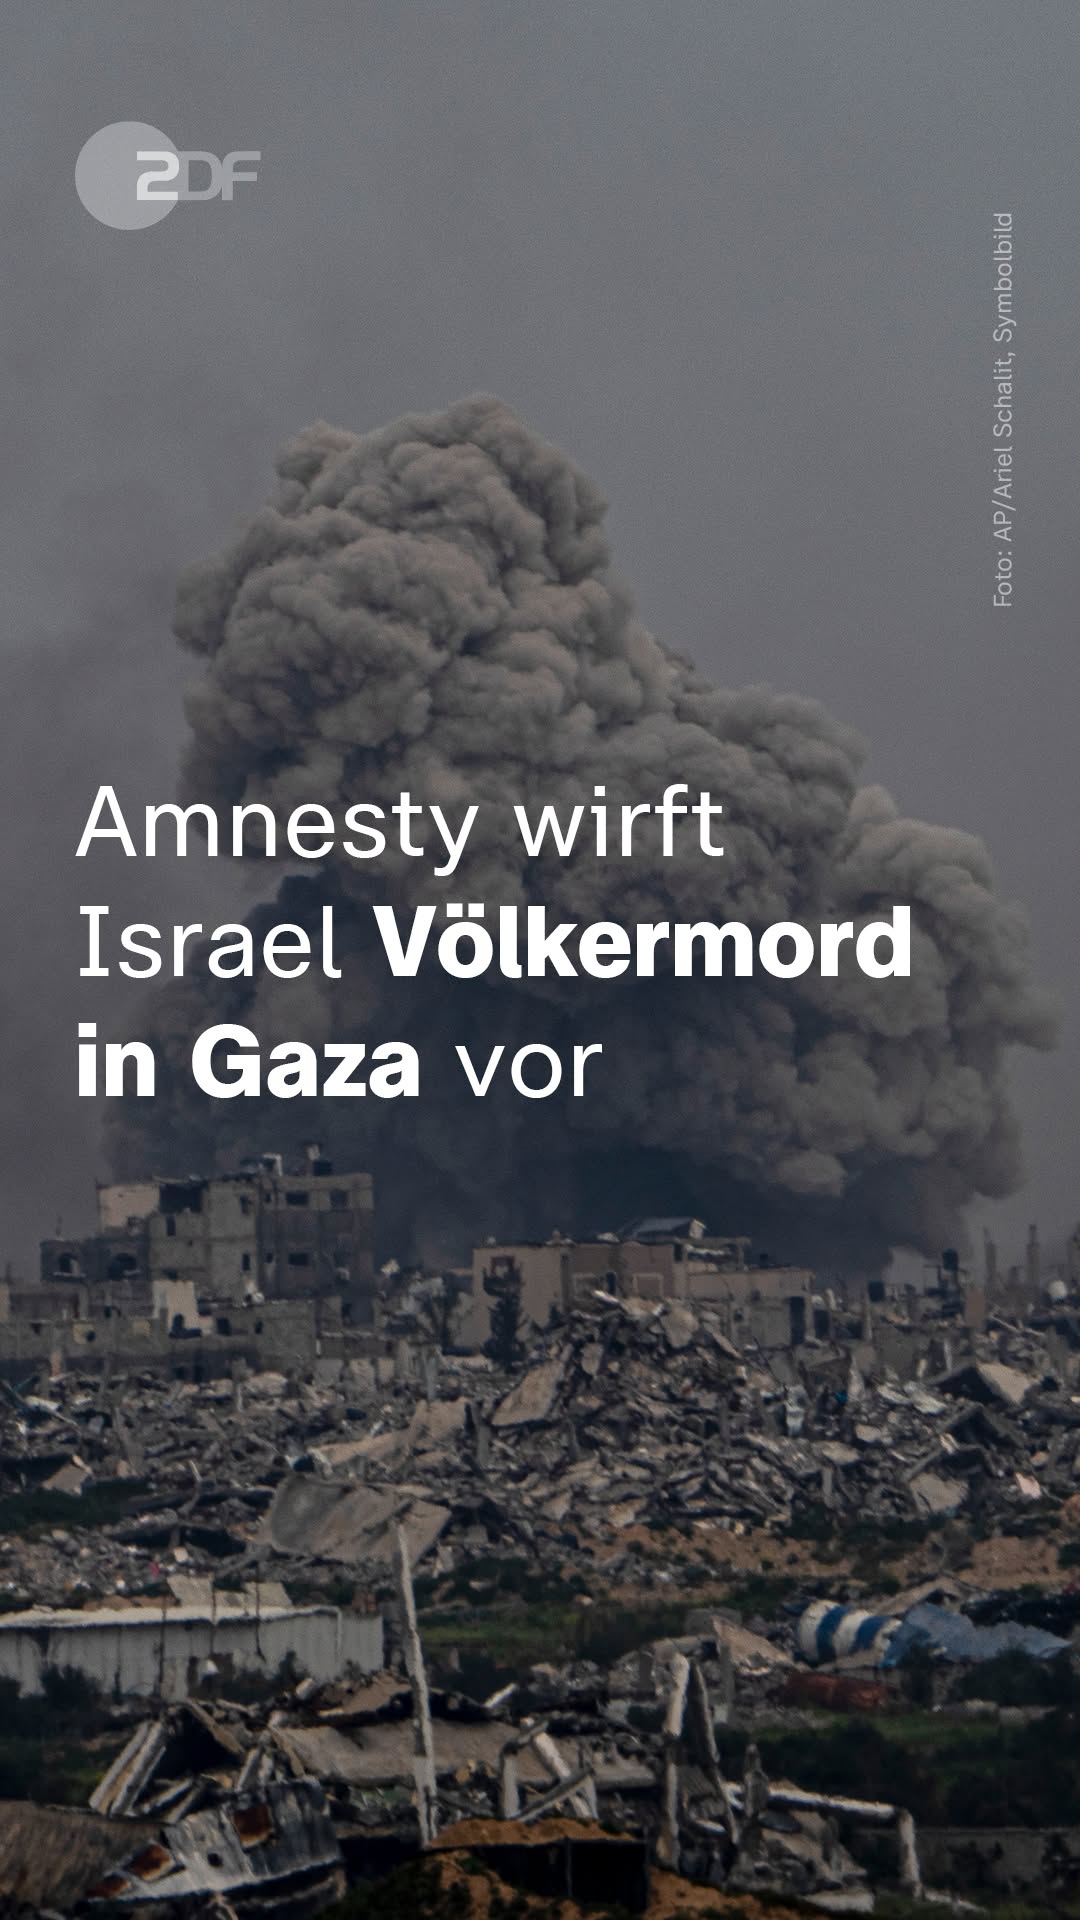 ZDF
Foto: AP/Ariel Schalit, Symbolbild
Amnesty wirft
Israel Völkermord
in Gaza vor